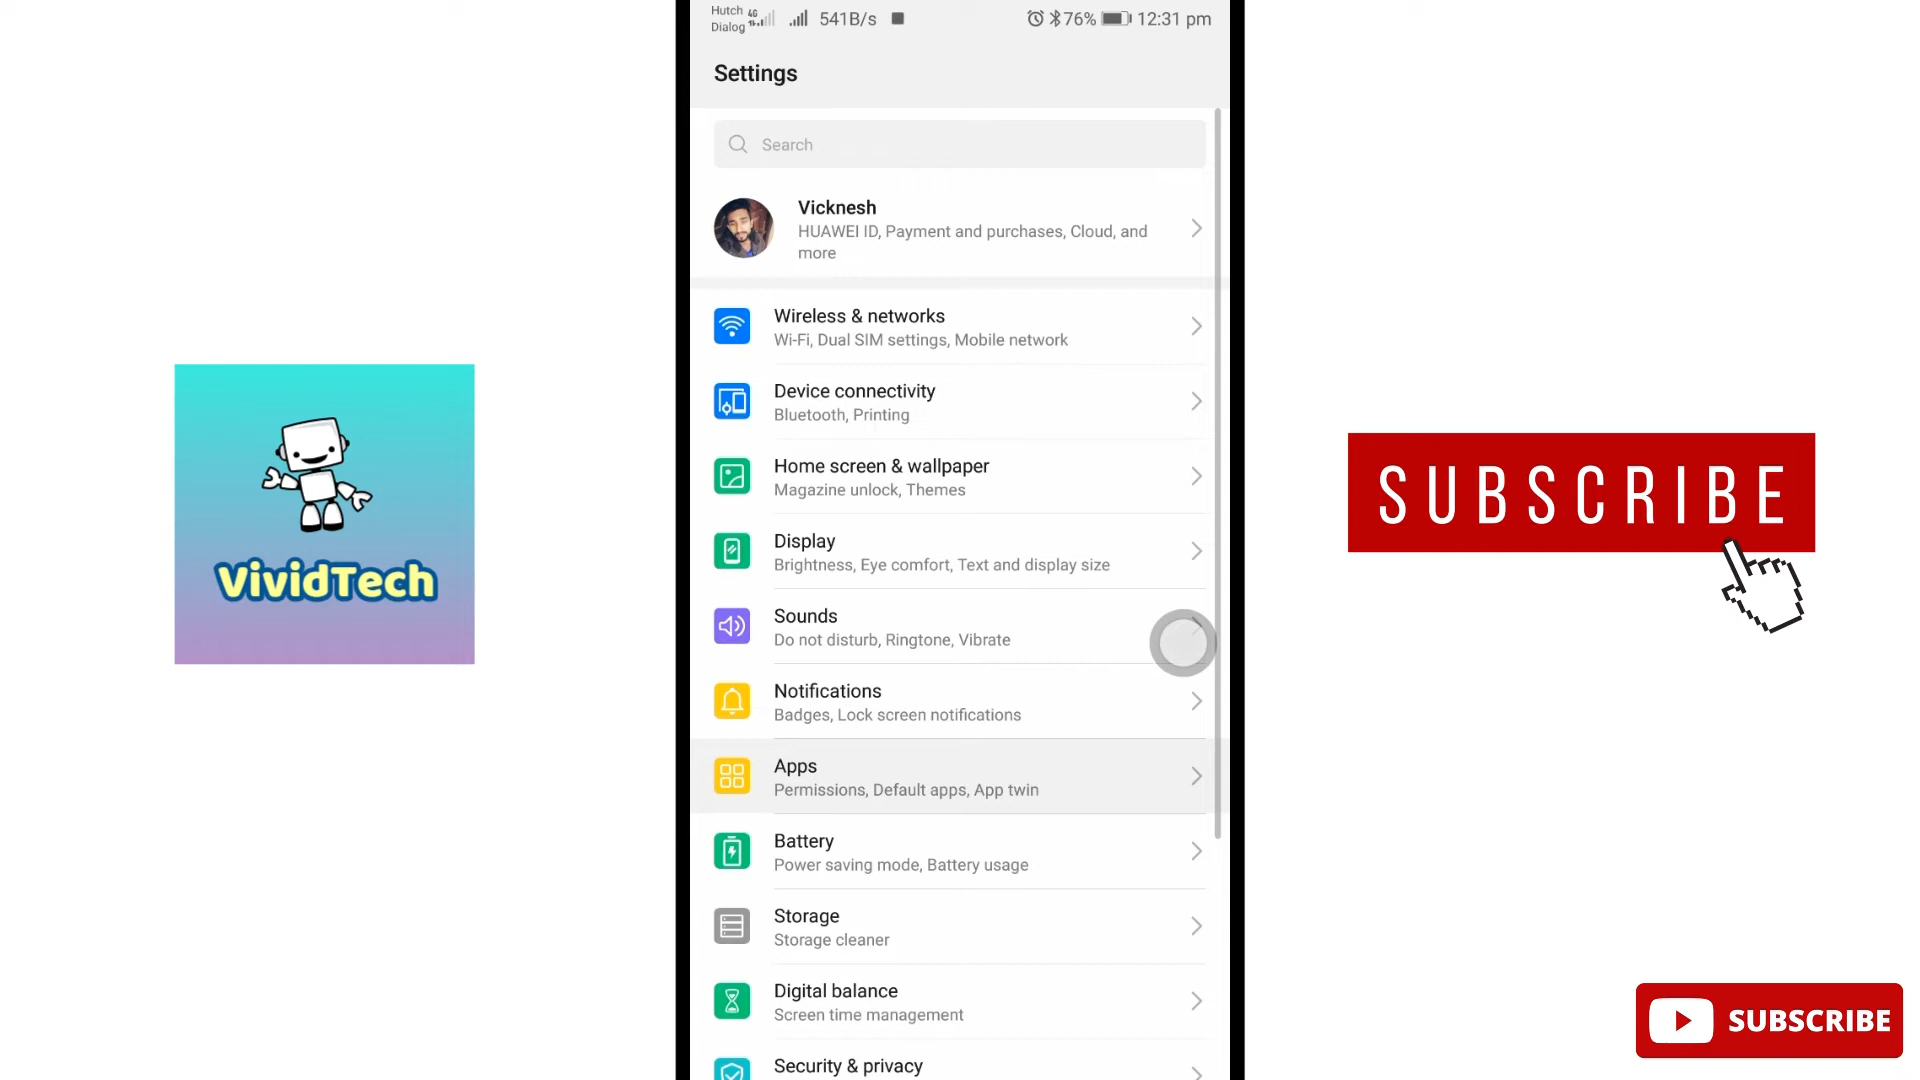 Hutch
Dialog
4G
541B/s
76%
12:31 pm
Settings
Search
Vicknesh
HUAWEI ID, Payment and purchases, Cloud, and
more
Wireless & networks
Wi-Fi, Dual SIM settings, Mobile network
Device connectivity
Bluetooth, Printing
Home screen & wallpaper
Magazine unlock, Themes
Display
Brightness, Eye comfort, Text and display size
Sounds
Do not disturb, Ringtone, Vibrate
Notifications
Badges, Lock screen notifications
Apps
Permissions, Default apps, App twin
Battery
Power saving mode, Battery usage
Storage
Storage cleaner
Digital balance
Screen time management
Security & privacy
VividTech
SUBSCRIBE
SUBSCRIBE